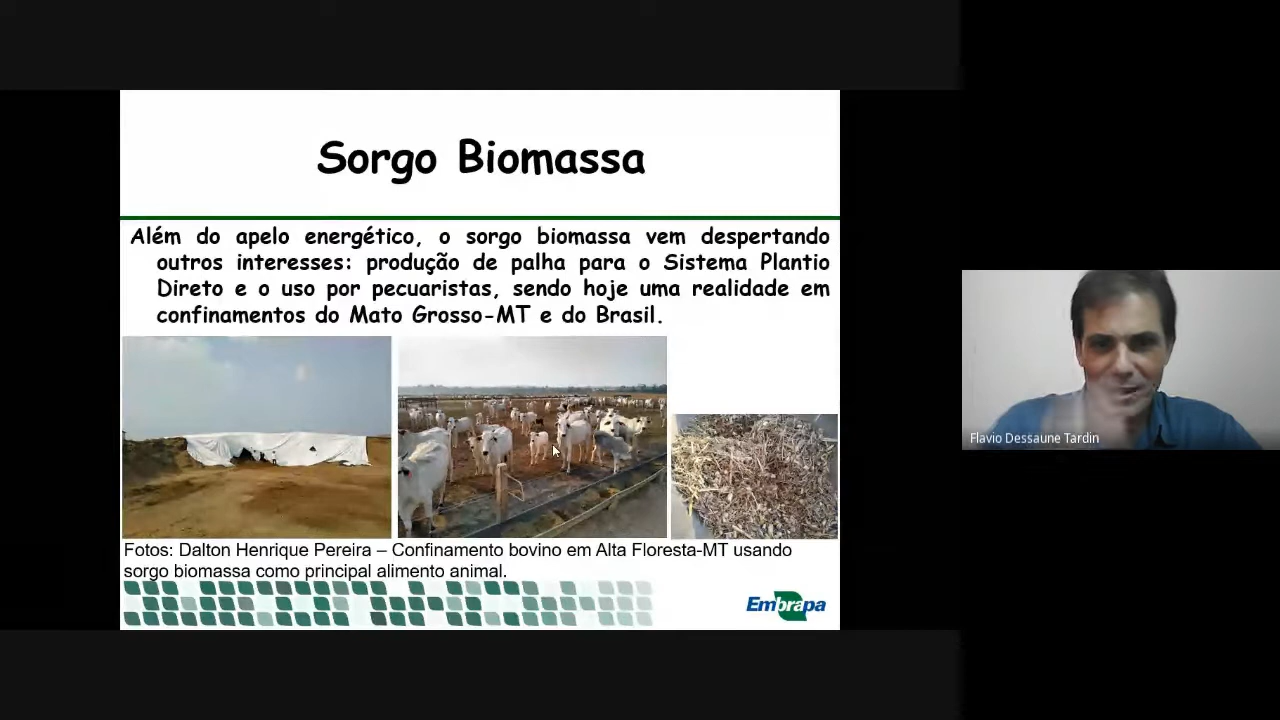 Sorgo Biomassa
Além do apelo energético, o sorgo biomassa vem despertando
outros interesses: produção de palha para o Sistema Plantio
Direto e o uso por pecuaristas, sendo hoje uma realidade em
confinamentos do Mato Grosso-MT e do Brasil.
Fotos: Dalton Henrique Pereira – Confinamento bovino em Alta Floresta-MT usando
sorgo biomassa como principal alimento animal.
Embrapa
Flavio Dessaune Tardin